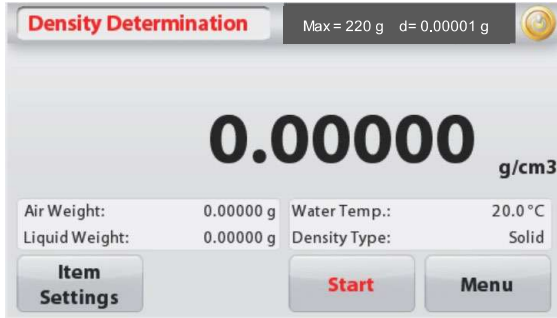 Density Determination Max = 220 g d= 0.00001 g
0.00000 g/cm3
Air Weight: 0.00000 g Water Temp.: 20.0°C
Liquid Weight: 0.00000 g Density Type: Solid
Item Settings Start Menu